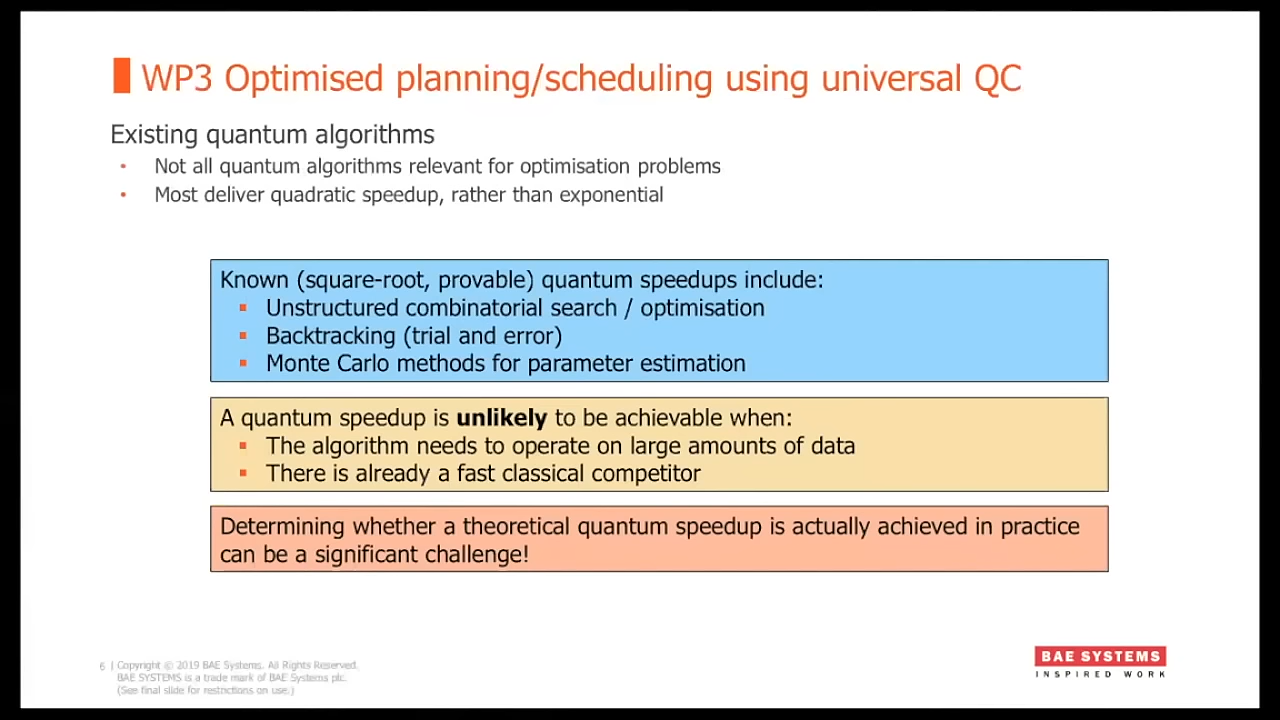 WP3 Optimised planning/scheduling using universal QC
Existing quantum algorithms
• Not all quantum algorithms relevant for optimisation problems
• Most deliver quadratic speedup, rather than exponential
Known (square-root, provable) quantum speedups include:
▪ Unstructured combinatorial search / optimisation
▪ Backtracking (trial and error)
▪ Monte Carlo methods for parameter estimation
A quantum speedup is unlikely to be achievable when:
▪ The algorithm needs to operate on large amounts of data
▪ There is already a fast classical competitor
Determining whether a theoretical quantum speedup is actually achieved in practice
can be a significant challenge!
6 | Copyright © 2019 BAE Systems. All Rights Reserved.
BAE SYSTEMS is a trade mark of BAE Systems plc.
(See final slide for restrictions on use.)
BAE SYSTEMS
INSPIRED WORK